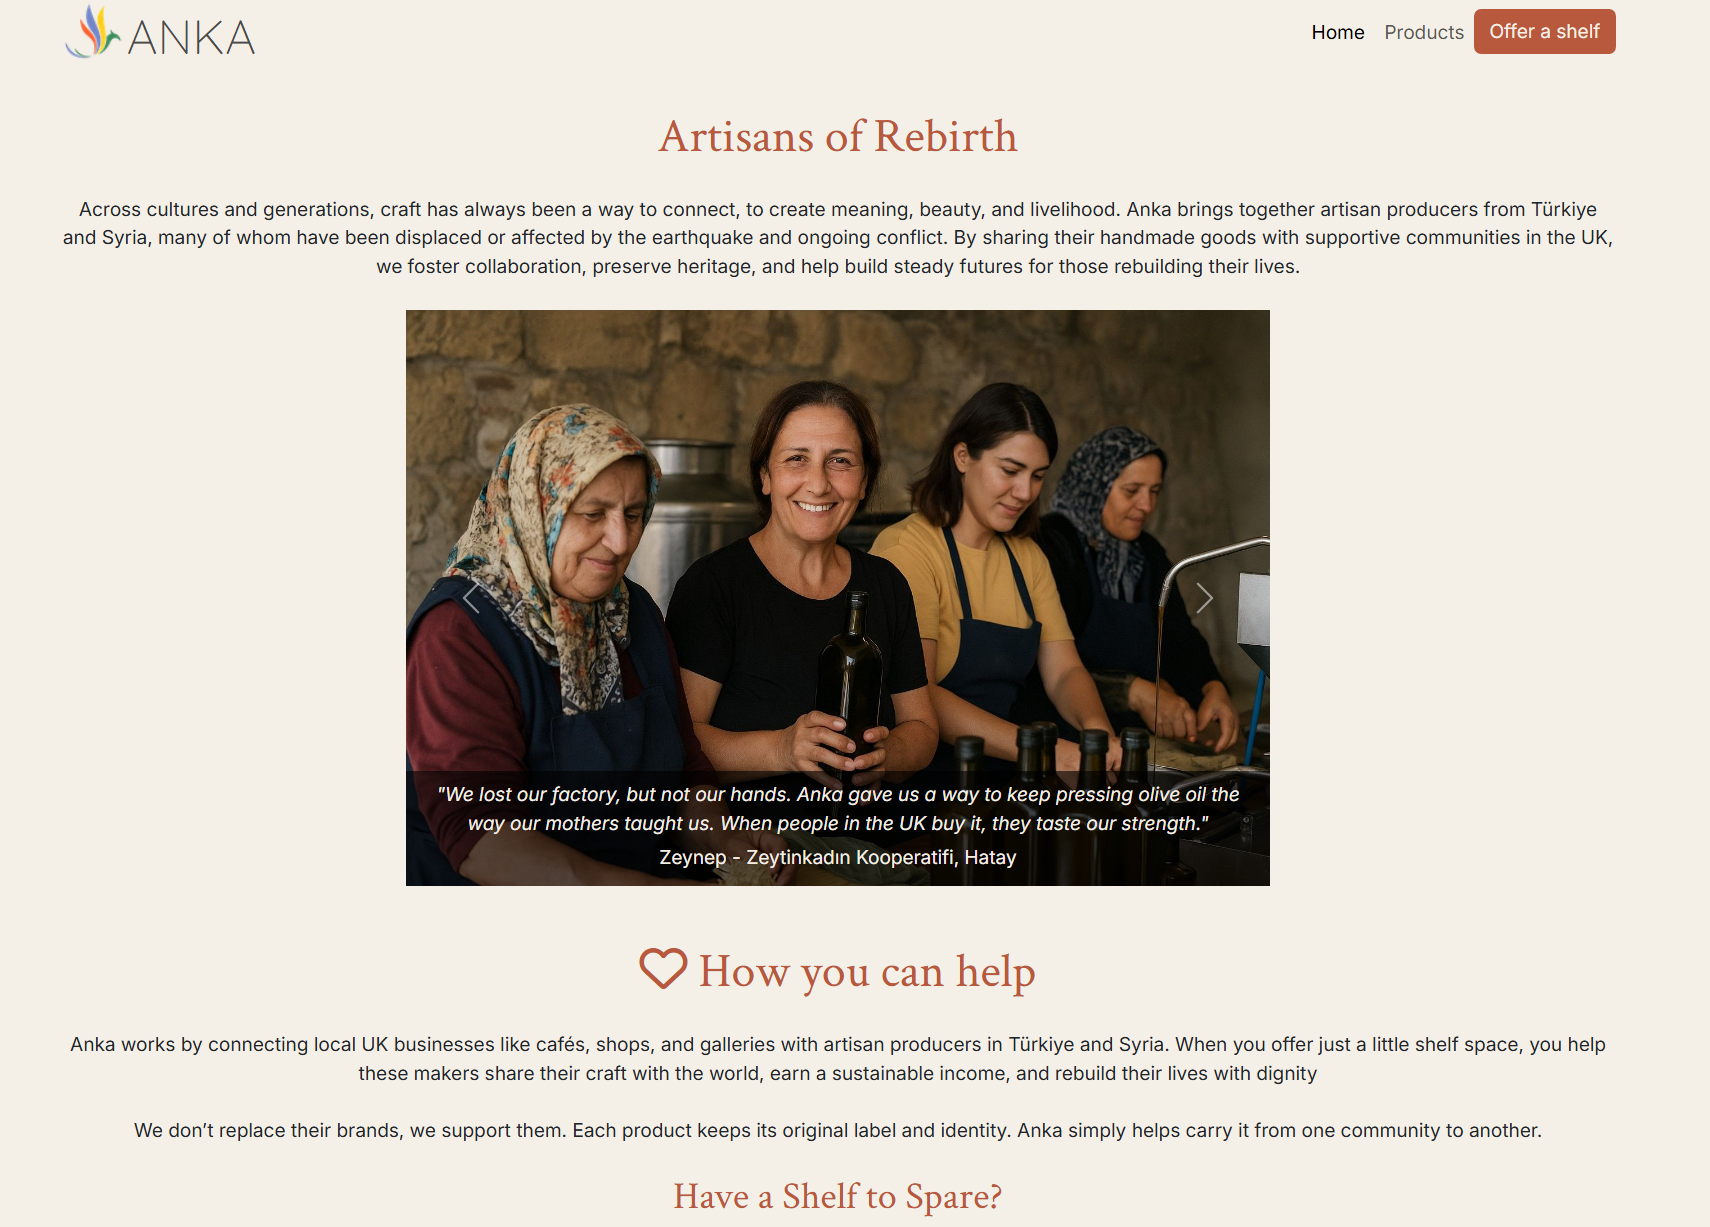 ANKA
Home Products Offer a shelf
Artisans of Rebirth
Across cultures and generations, craft has always been a way to connect, to create meaning, beauty, and livelihood. Anka brings together artisan producers from Türkiye
and Syria, many of whom have been displaced or affected by the earthquake and ongoing conflict. By sharing their handmade goods with supportive communities in the UK,
we foster collaboration, preserve heritage, and help build steady futures for those rebuilding their lives.
"We lost our factory, but not our hands. Anka gave us a way to keep pressing olive oil the
way our mothers taught us. When people in the UK buy it, they taste our strength."
Zeynep - Zeytinkadın Kooperatifi, Hatay
How you can help
Anka works by connecting local UK businesses like cafés, shops, and galleries with artisan producers in Türkiye and Syria. When you offer just a little shelf space, you help
these makers share their craft with the world, earn a sustainable income, and rebuild their lives with dignity
We don’t replace their brands, we support them. Each product keeps its original label and identity. Anka simply helps carry it from one community to another.
Have a Shelf to Spare?